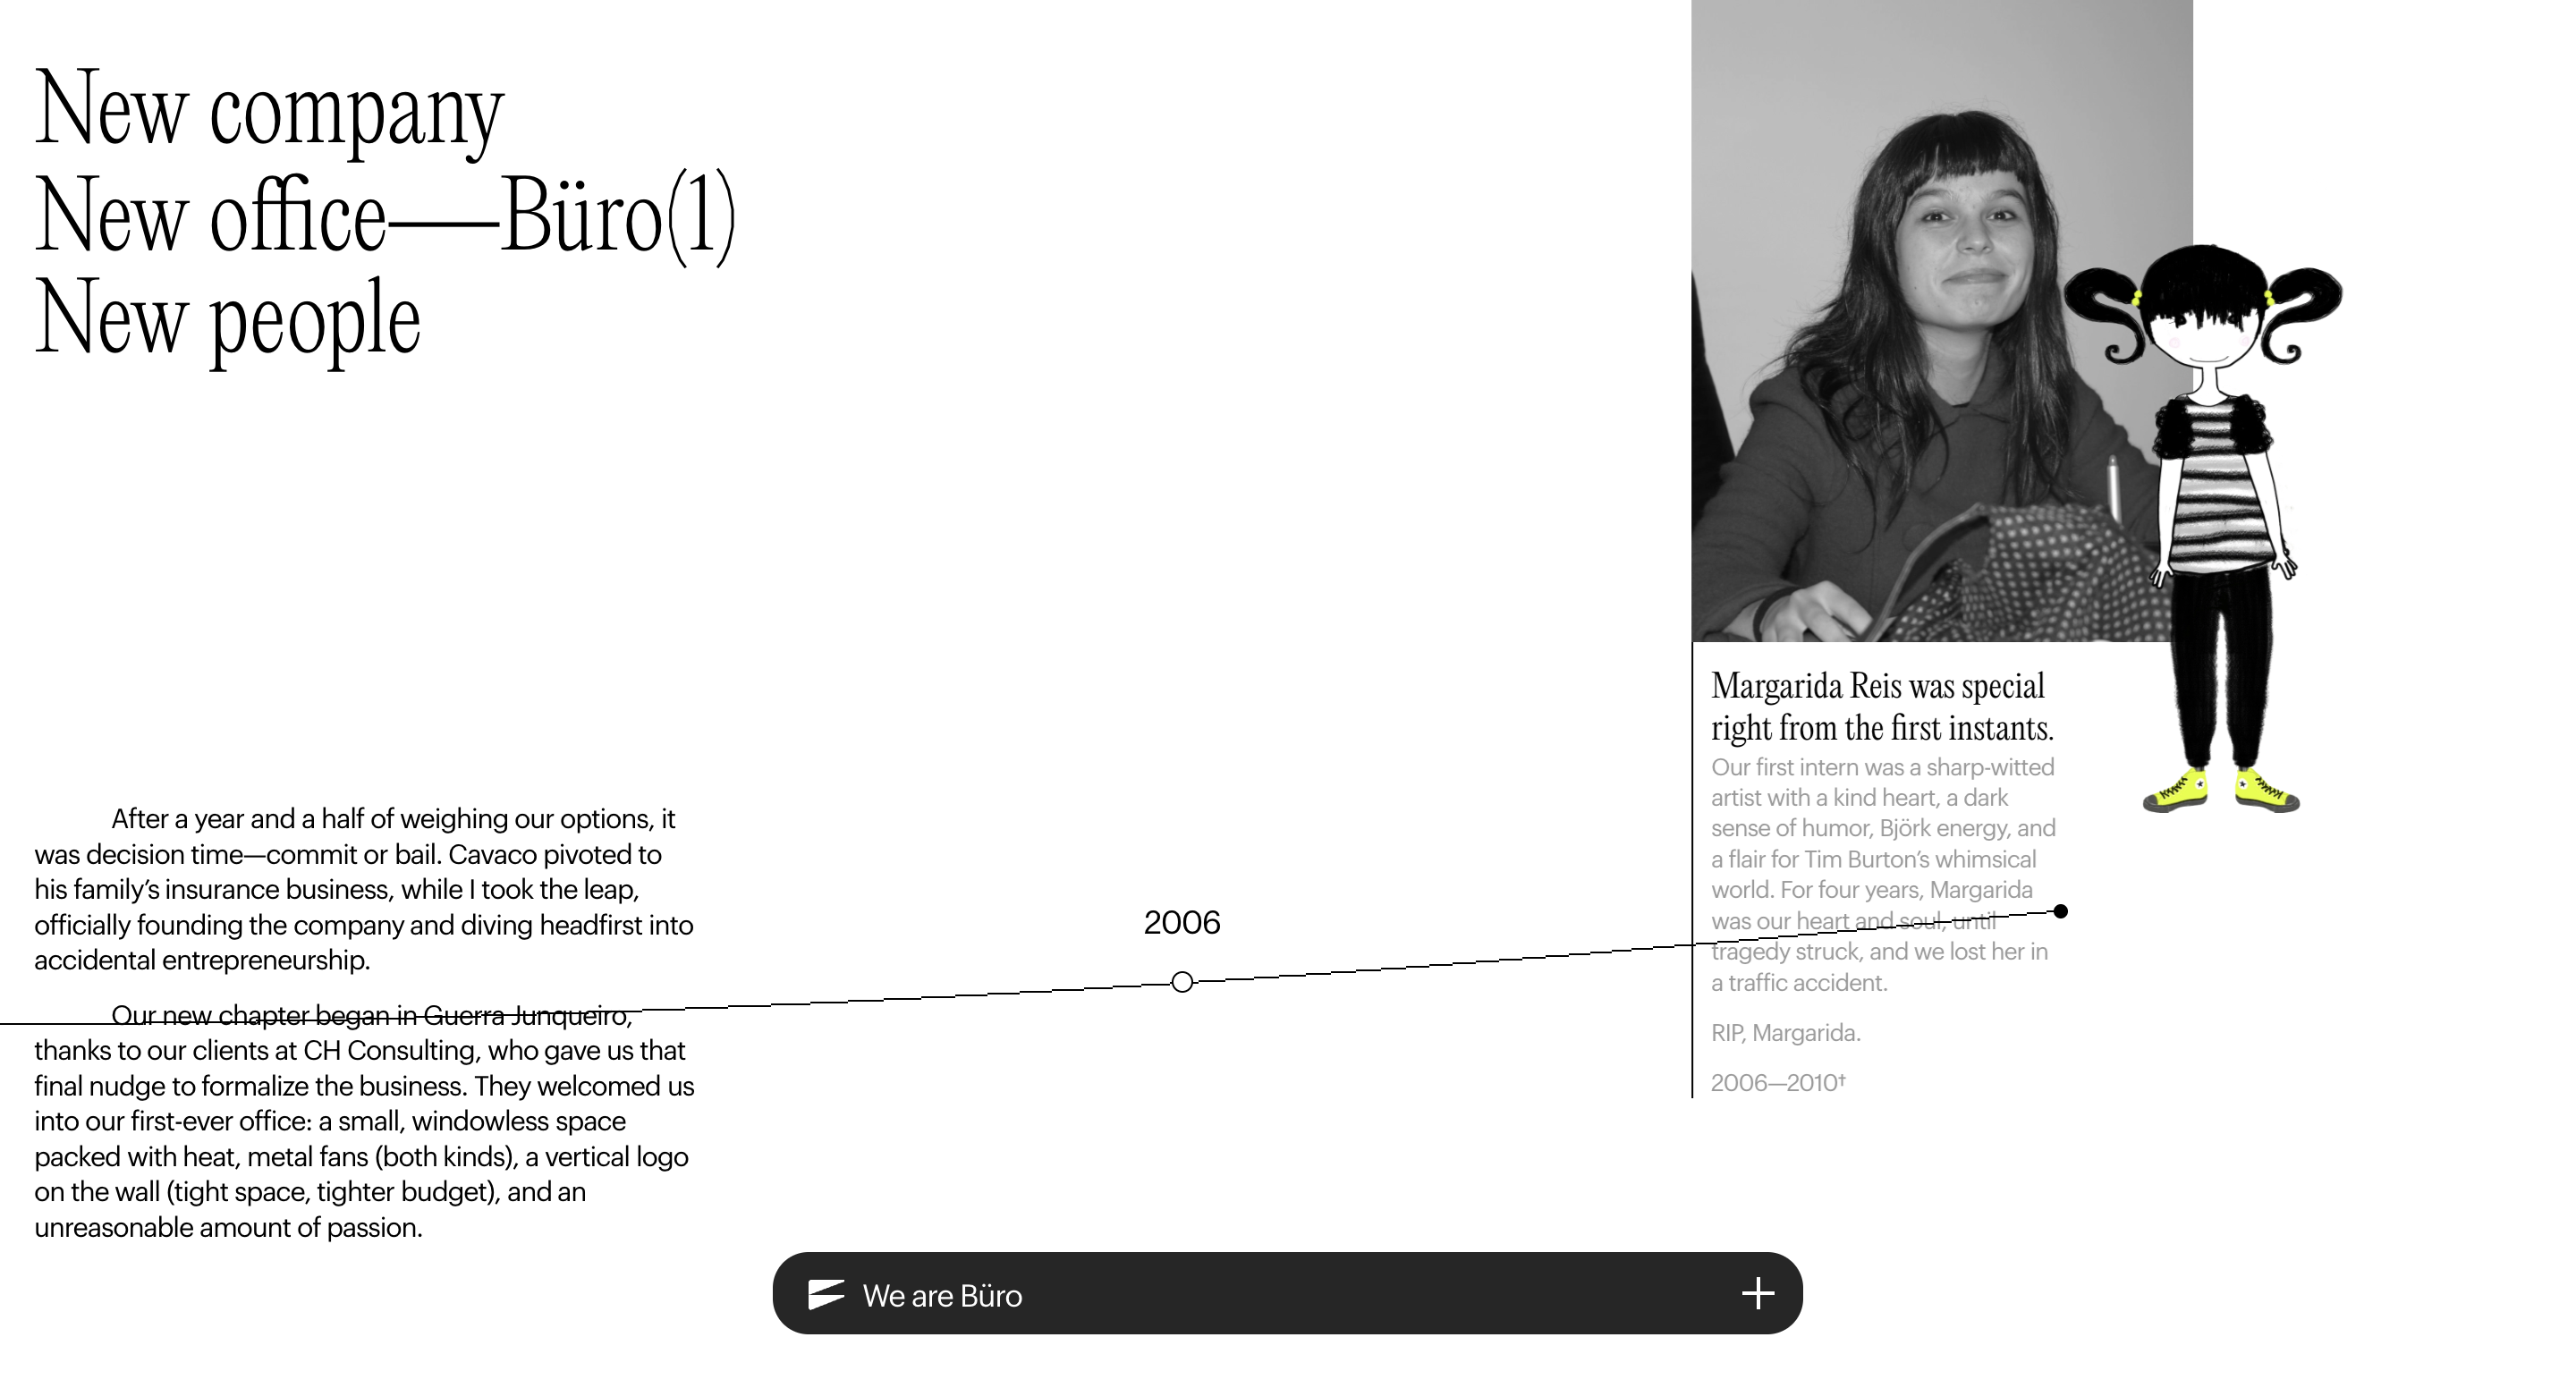 New company
New office—Büro(1)
New people
After a year and a half of weighing our options, it
was decision time—commit or bail. Cavaco pivoted to
his family’s insurance business, while I took the leap,
officially founding the company and diving headfirst into
accidental entrepreneurship.
Our new chapter began in Guerra Junqueiro,
thanks to our clients at CH Consulting, who gave us that
final nudge to formalize the business. They welcomed us
into our first-ever office: a small, windowless space
packed with heat, metal fans (both kinds), a vertical logo
on the wall (tight space, tighter budget), and an
unreasonable amount of passion.
2006
Margarida Reis was special
right from the first instants.
Our first intern was a sharp-witted
artist with a kind heart, a dark
sense of humor, Björk energy, and
a flair for Tim Burton’s whimsical
world. For four years, Margarida
was our heart and soul, until
tragedy struck, and we lost her in
a traffic accident.
RIP, Margarida.
2006—2010†
We are Büro